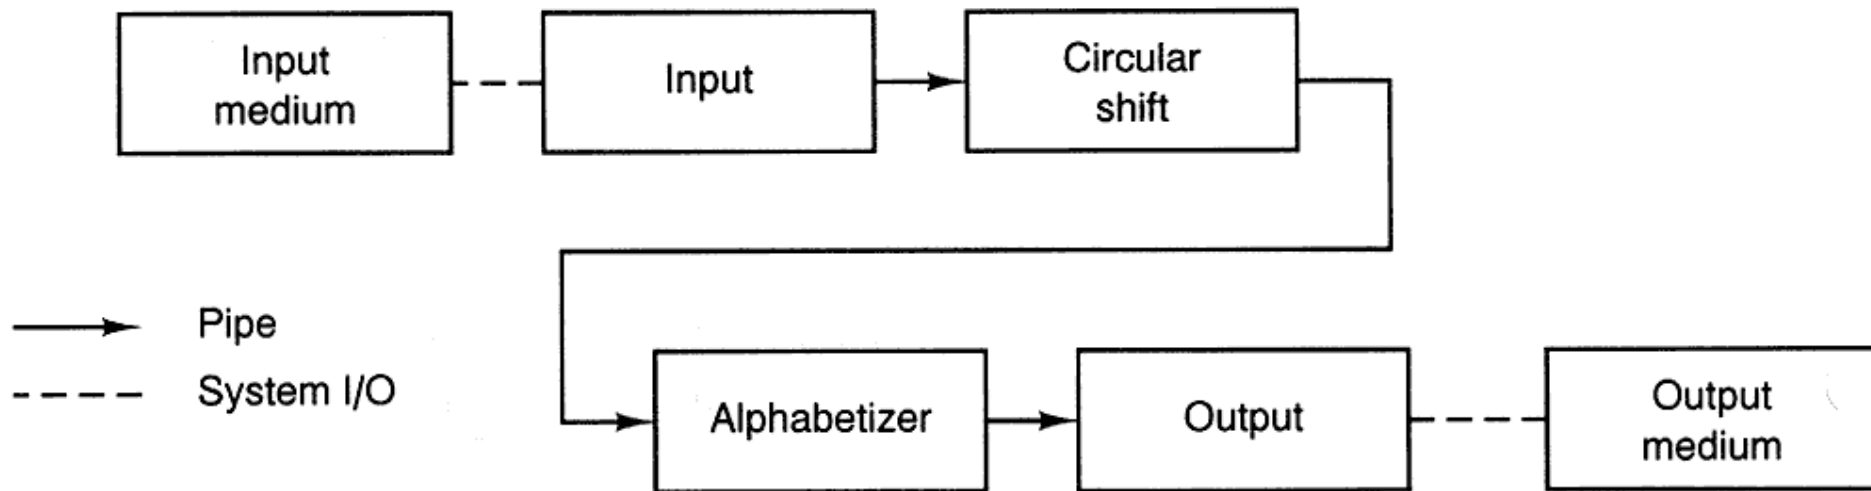 Input
medium
Input
Circular
shift
Pipe
System I/O
Alphabetizer
Output
Output
medium